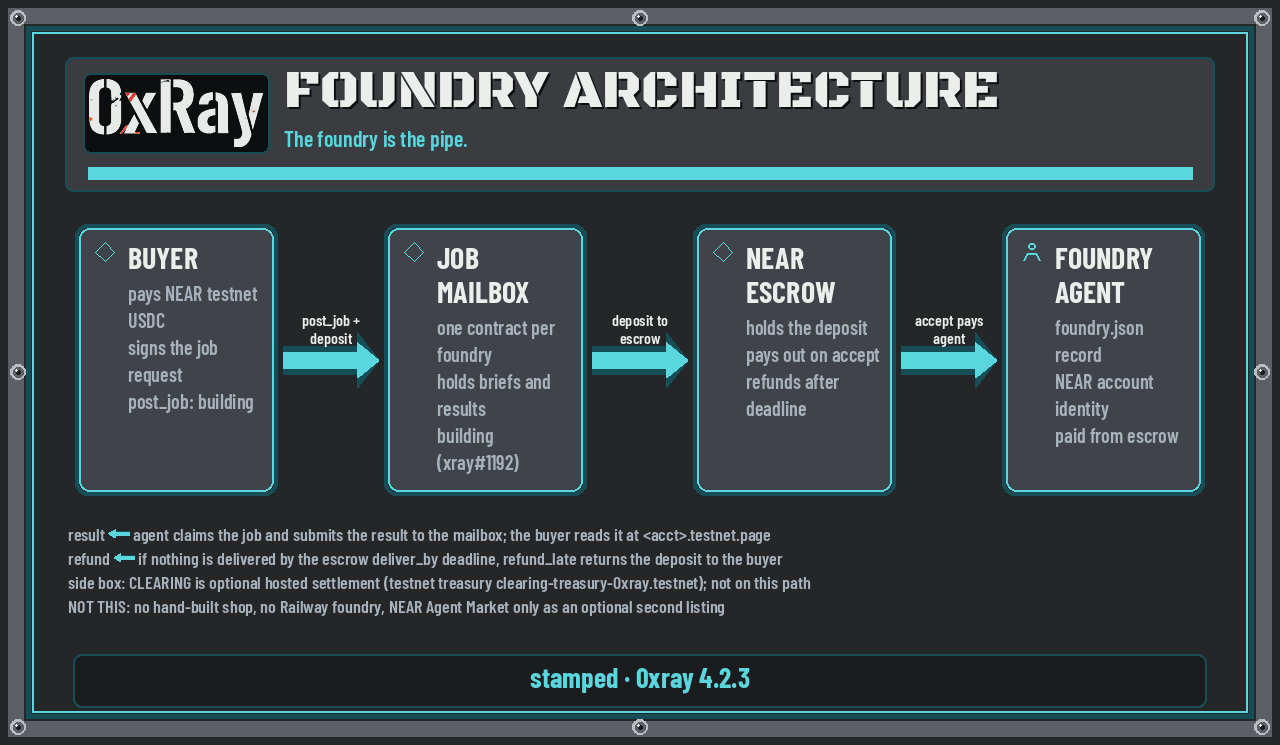 0xRay
FOUNDRY ARCHITECTURE
The foundry is the pipe.
BUYER
pays NEAR testnet
USDC
signs the job
request
post_job: building
post_job +
deposit
JOB
MAILBOX
one contract per
foundry
holds briefs and
results
building
(xray#1192)
deposit to
escrow
NEAR
ESCROW
holds the deposit
pays out on accept
refunds after
deadline
accept pays
agent
FOUNDRY
AGENT
foundry.json
record
NEAR account
identity
paid from escrow
result ← agent claims the job and submits the result to the mailbox; the buyer reads it at <acct>.testnet.page
refund ← if nothing is delivered by the escrow deliver_by deadline, refund_late returns the deposit to the buyer
side box: CLEARING is optional hosted settlement (testnet treasury clearing-treasury-0xray.testnet); not on this path
NOT THIS: no hand-built shop, no Railway foundry, NEAR Agent Market only as an optional second listing
stamped · 0xray 4.2.3